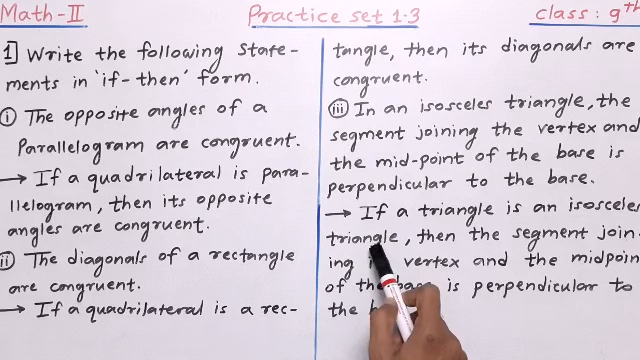 Math-II
Practice set 1.3
class : 9th
1 Write the following state-
ments in 'if-then' form.
i The opposite angles of a
Parallelogram are congruent.
→ If a quadrilateral is para-
llelogram, then its opposite
angles are congruent.
ii The diagonals of a rectangle
are congruent.
→ If a quadrilateral is a rec-
tangle, then its diagonals are
congruent.
iii In an isosceles triangle, the
segment joining the vertex and
the mid-point of the base is
perpendicular to the base.
→ If a triangle is an isosceles
triangle, then the segment join-
ing vertex and the midpoin
of the base is perpendicular to
the